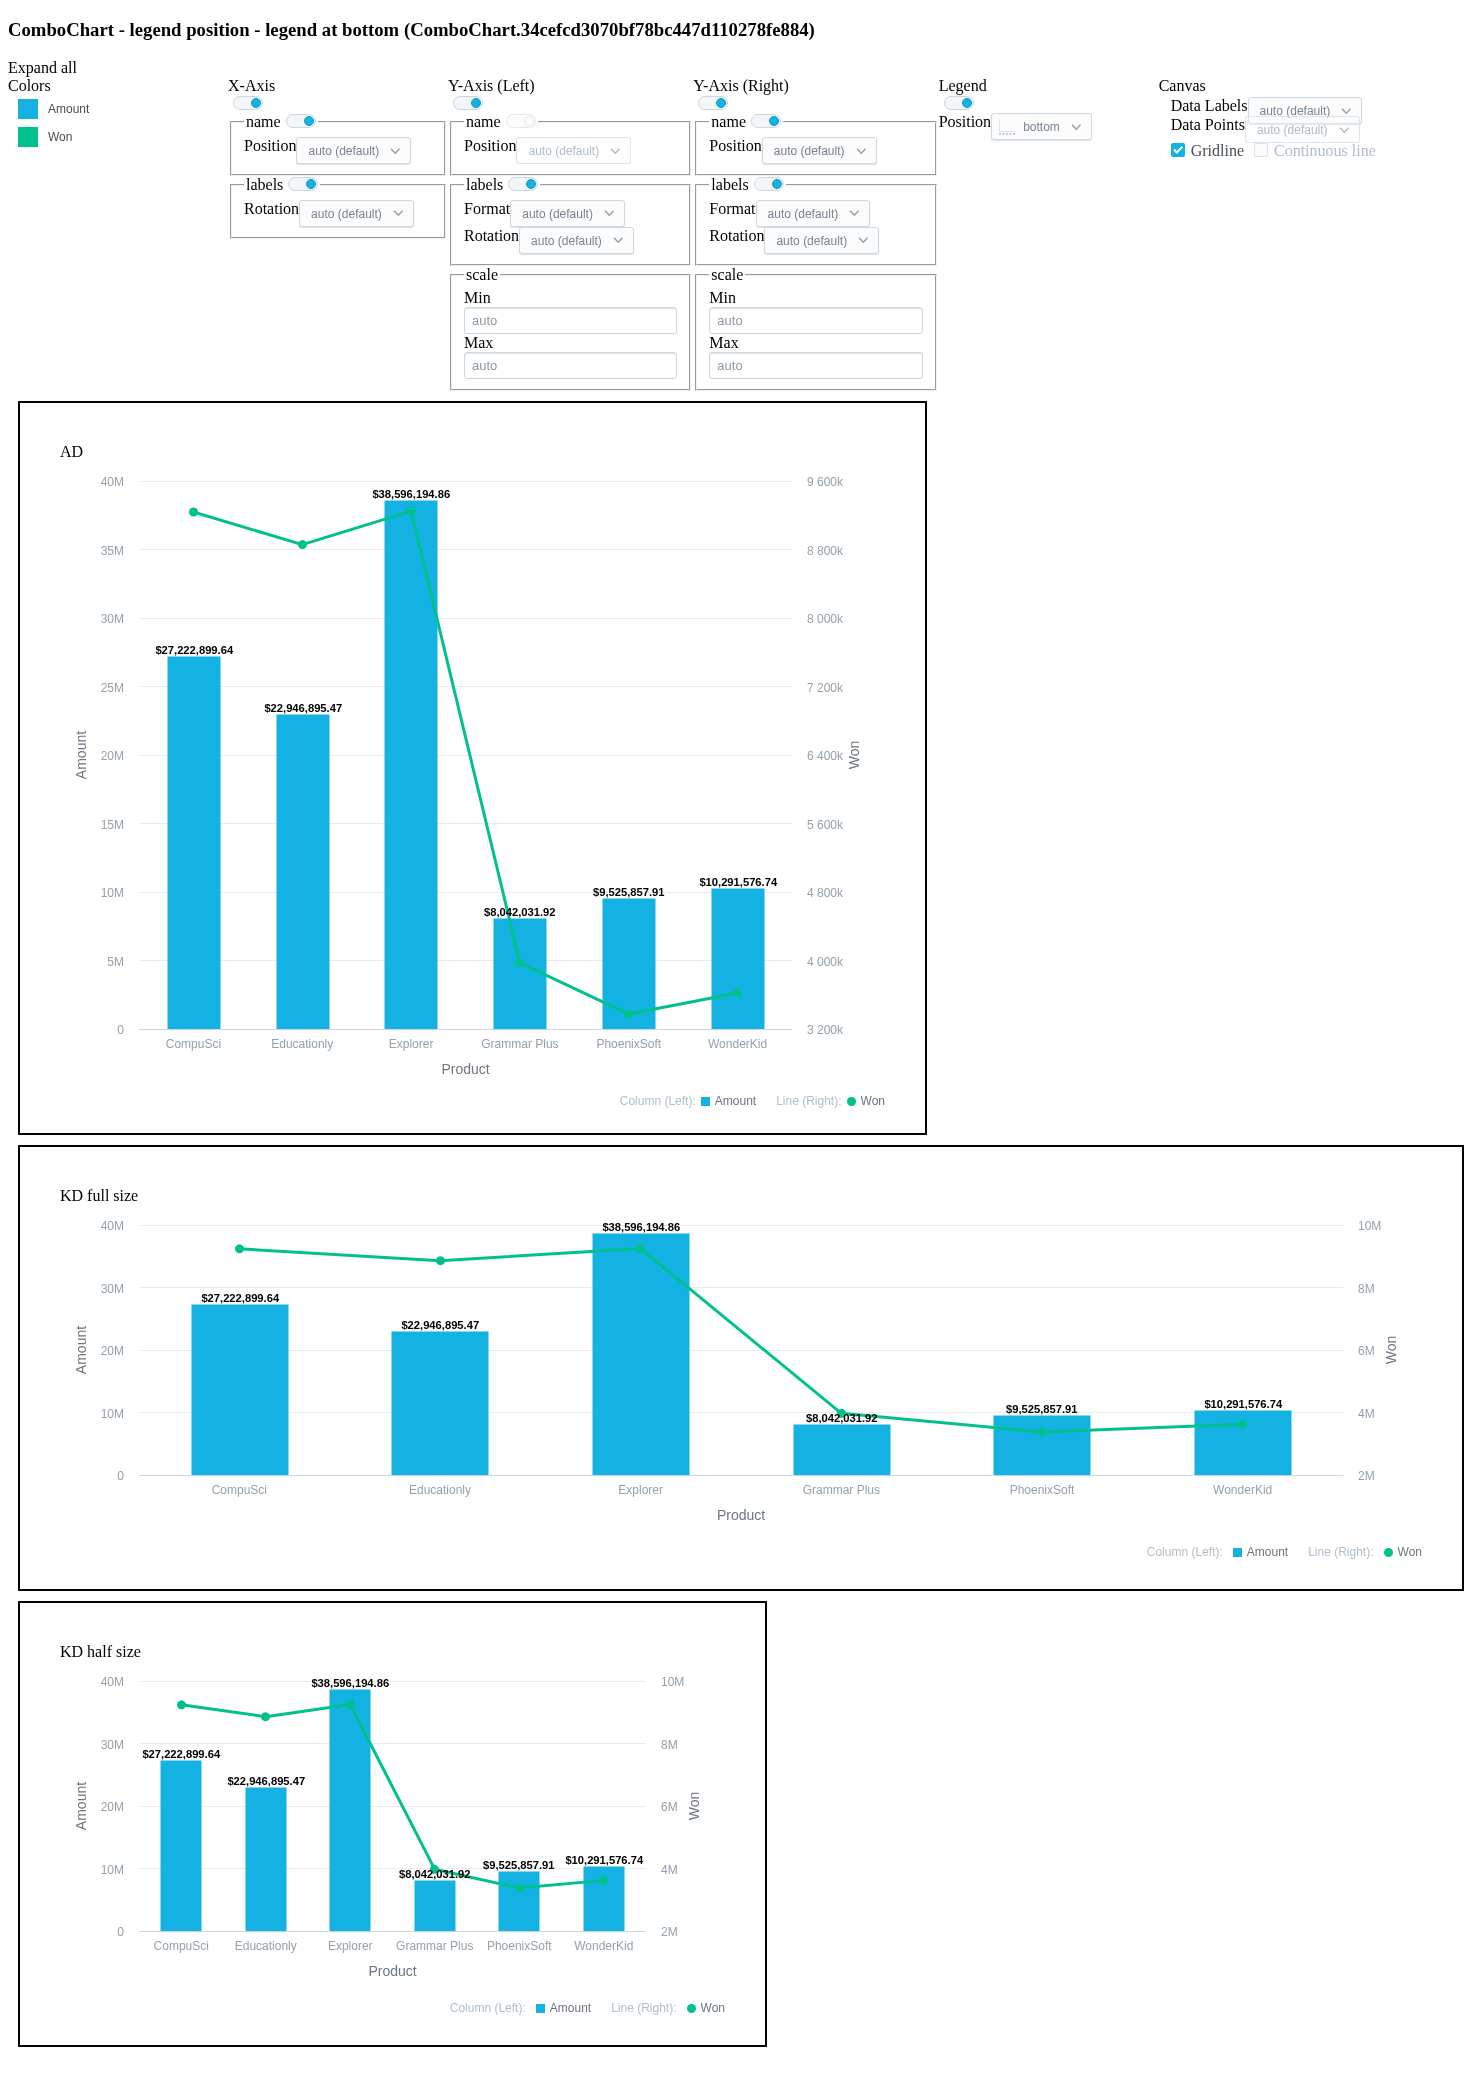 ComboChart - legend position - legend at bottom (ComboChart.34cefcd3070bf78bc447d110278fe884)
Expand all
Colors
Amount
Won
X-Axis
name
Position auto (default)
labels
Rotation auto (default)
Y-Axis (Left)
name
Position auto (default)
labels
Format auto (default)
Rotation auto (default)
scale
Min
auto
Max
auto
Y-Axis (Right)
name
Position auto (default)
labels
Format auto (default)
Rotation auto (default)
scale
Min
auto
Max
auto
Legend
Position bottom
Canvas
Data Labels auto (default)
Data Points auto (default)
Gridline Continuous line
AD
40M
35M
30M
25M
20M
15M
10M
5M
0
Amount
$27,222,899.64
$22,946,895.47
$38,596,194.86
$8,042,031.92
$9,525,857.91
$10,291,576.74
9 600k
8 800k
8 000k
7 200k
6 400k
5 600k
4 800k
4 000k
3 200k
Won
CompuSci Educationly Explorer Grammar Plus PhoenixSoft WonderKid
Product
Column (Left): Amount Line (Right): Won
KD full size
40M
30M
20M
10M
0
Amount
$27,222,899.64
$22,946,895.47
$38,596,194.86
$8,042,031.92
$9,525,857.91
$10,291,576.74
10M
8M
6M
4M
2M
Won
CompuSci Educationly Explorer Grammar Plus PhoenixSoft WonderKid
Product
Column (Left): Amount Line (Right): Won
KD half size
40M
30M
20M
10M
0
Amount
$27,222,899.64
$22,946,895.47
$38,596,194.86
$8,042,031.92
$9,525,857.91
$10,291,576.74
10M
8M
6M
4M
2M
Won
CompuSci Educationly Explorer Grammar Plus PhoenixSoft WonderKid
Product
Column (Left): Amount Line (Right): Won